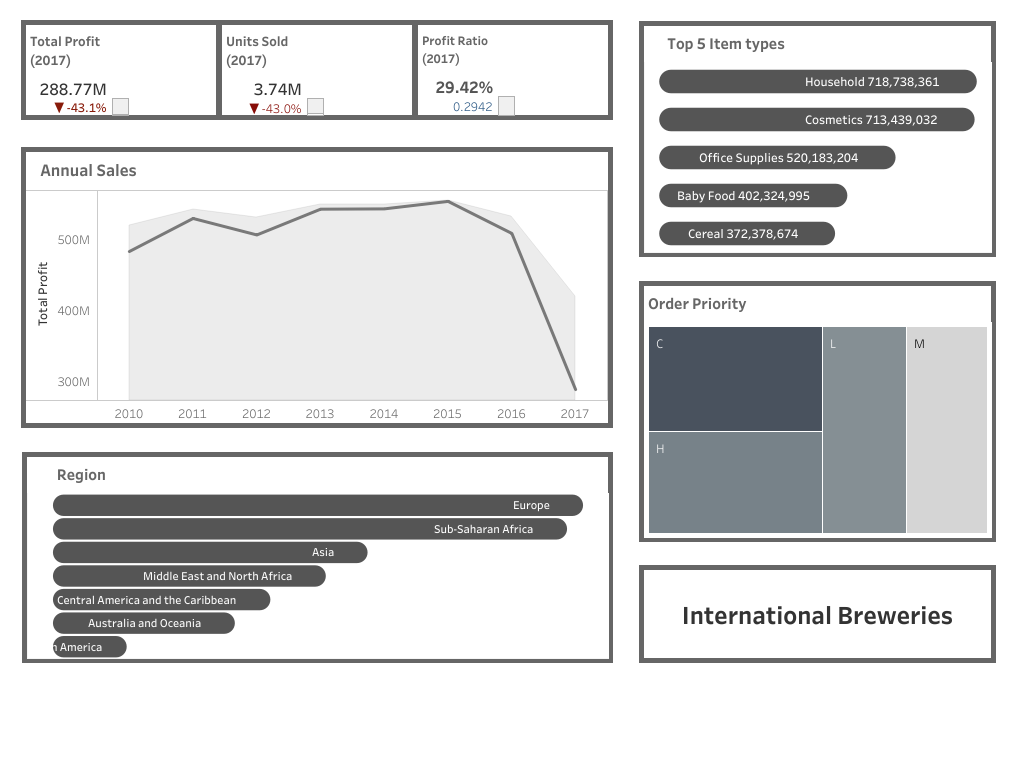 Total Profit
(2017)
288.77M
▼ -43.1%
Units Sold
(2017)
3.74M
▼ -43.0%
Profit Ratio
(2017)
29.42%
0.2942
Top 5 Item types
Household 718,738,361
Cosmetics 713,439,032
Office Supplies 520,183,204
Baby Food 402,324,995
Cereal 372,378,674
Annual Sales
Total Profit
500M
400M
300M
2010 2011 2012 2013 2014 2015 2016 2017
Order Priority
C
L
M
H
Region
Europe
Sub-Saharan Africa
Asia
Middle East and North Africa
Central America and the Caribbean
Australia and Oceania
America
International Breweries